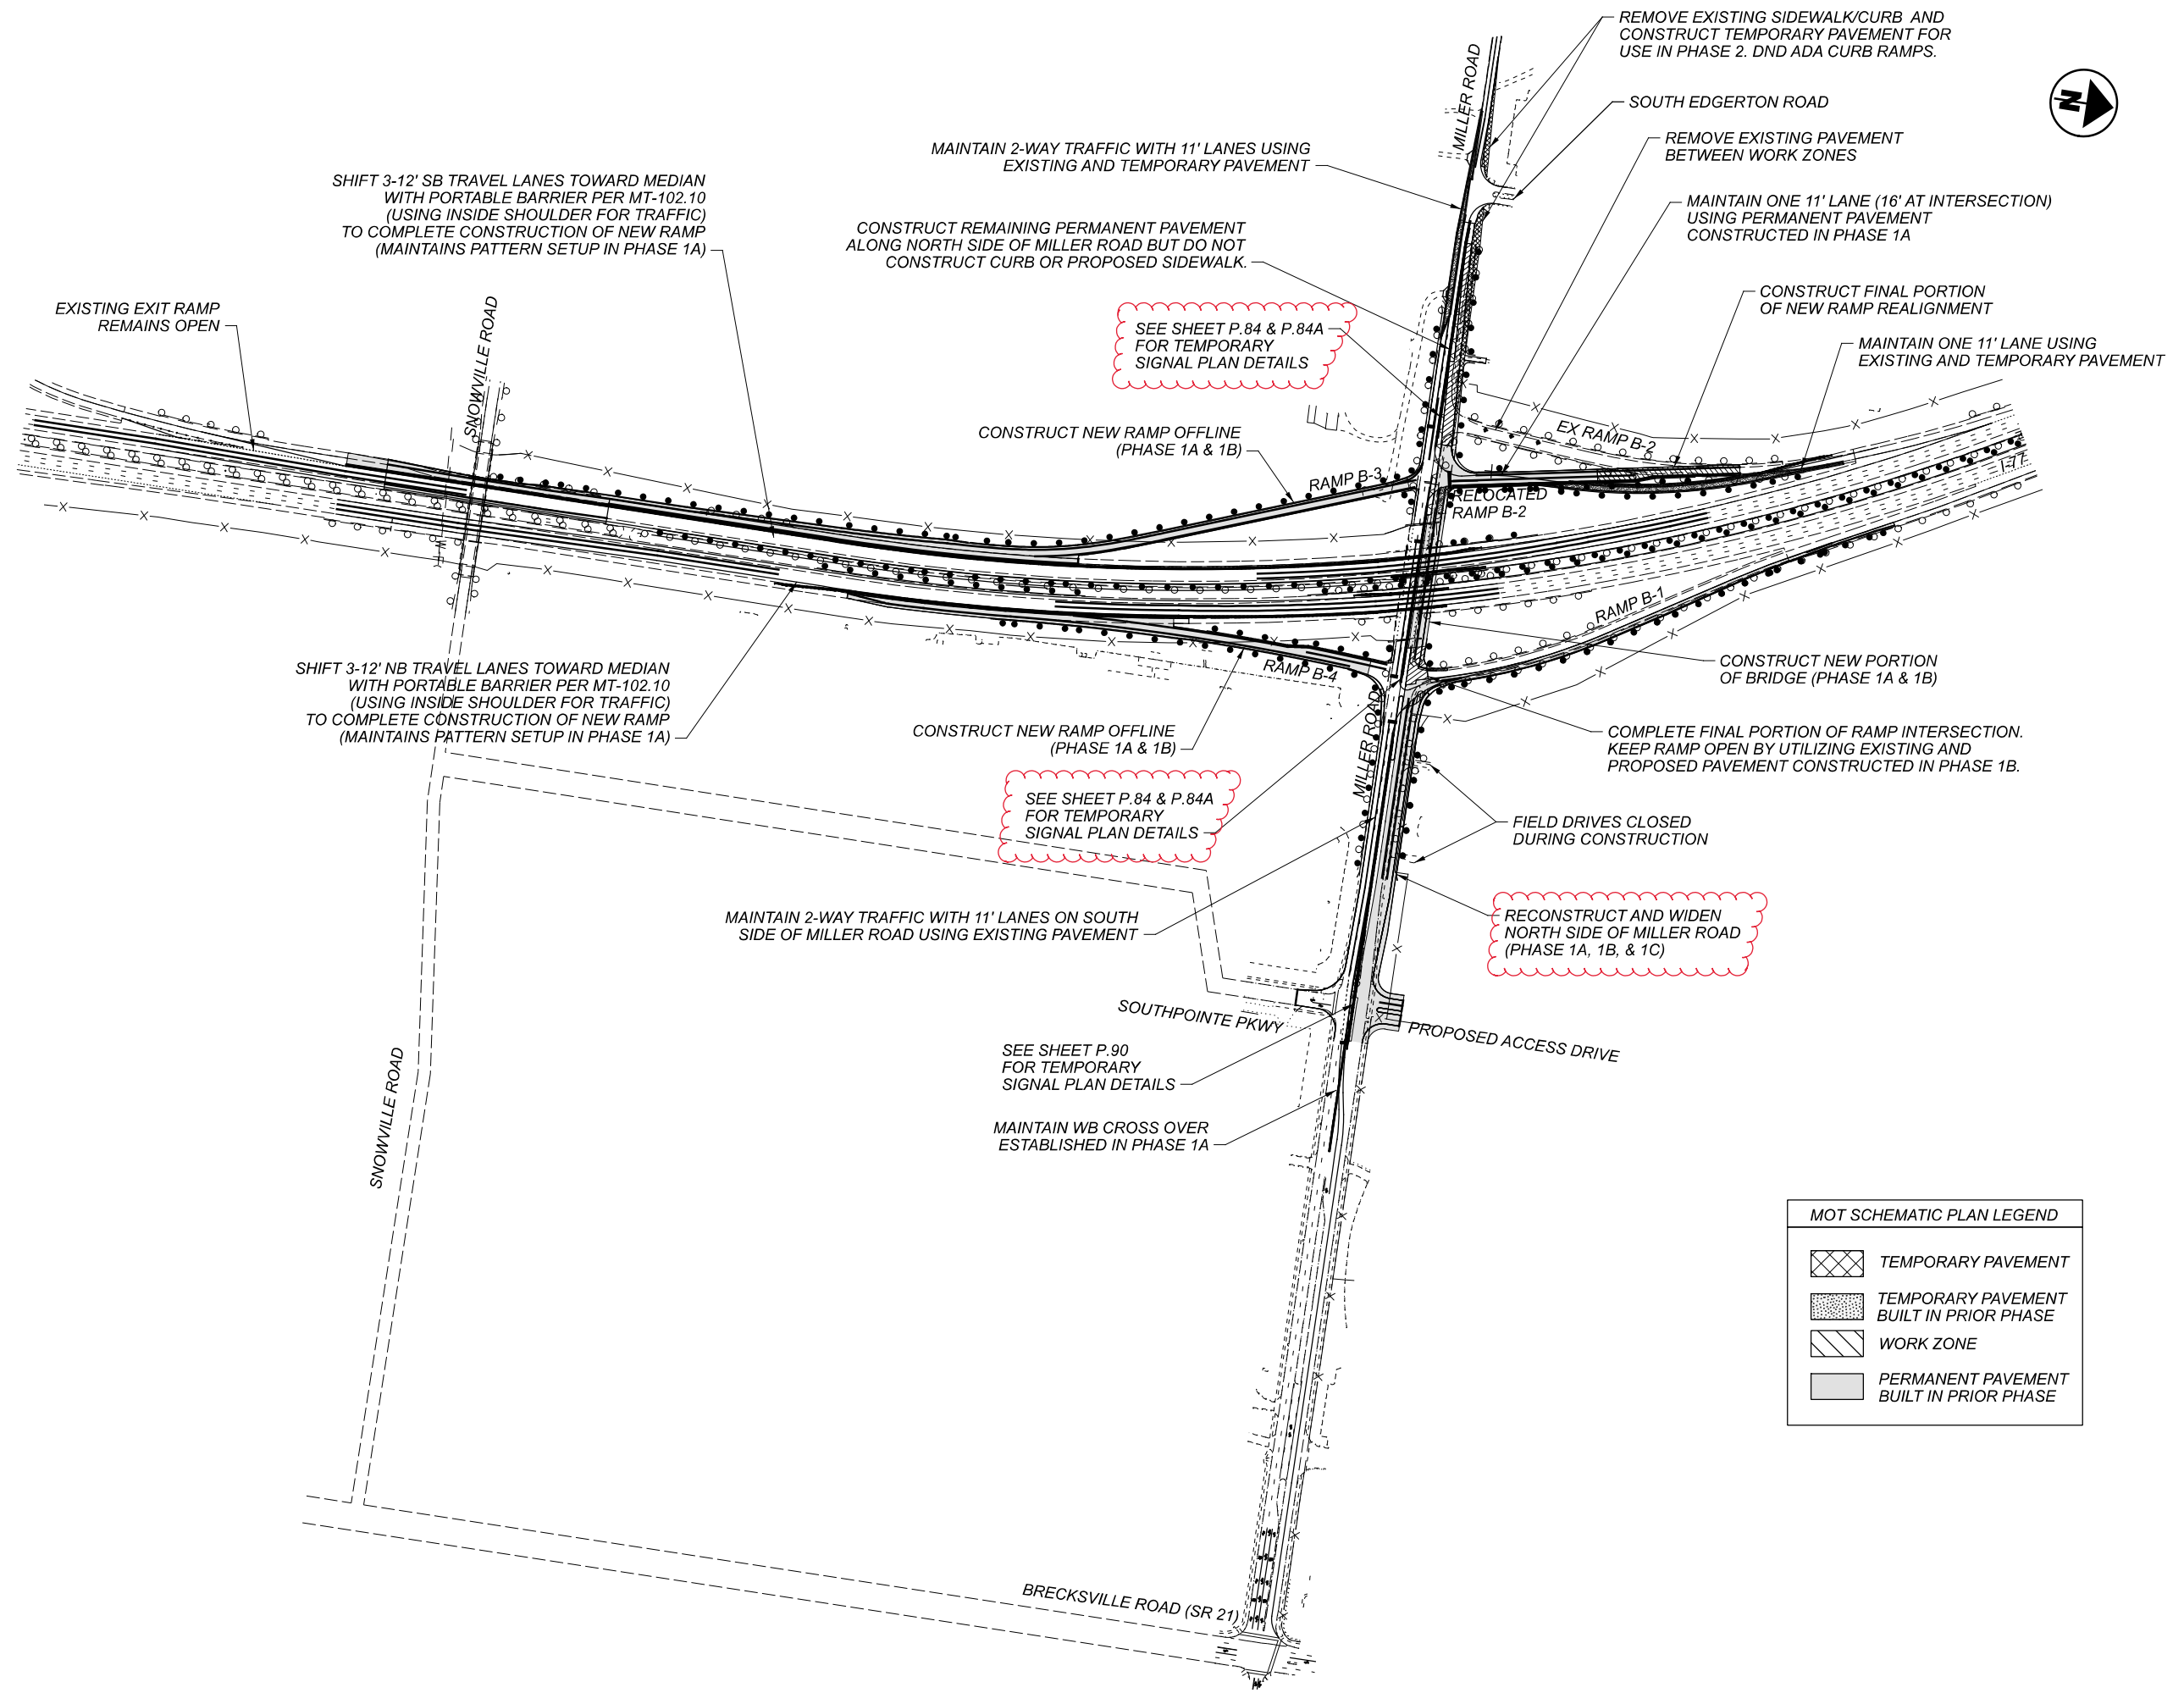 REMOVE EXISTING SIDEWALK/CURB AND
CONSTRUCT TEMPORARY PAVEMENT FOR
USE IN PHASE 2. DND ADA CURB RAMPS.
MILLER ROAD
N
SOUTH EDGERTON ROAD
REMOVE EXISTING PAVEMENT
BETWEEN WORK ZONES
MAINTAIN 2-WAY TRAFFIC WITH 11' LANES USING
EXISTING AND TEMPORARY PAVEMENT
SHIFT 3-12' SB TRAVEL LANES TOWARD MEDIAN
WITH PORTABLE BARRIER PER MT-102.10
(USING INSIDE SHOULDER FOR TRAFFIC)
TO COMPLETE CONSTRUCTION OF NEW RAMP
(MAINTAINS PATTERN SETUP IN PHASE 1A)
MAINTAIN ONE 11' LANE (16' AT INTERSECTION)
USING PERMANENT PAVEMENT
CONSTRUCTED IN PHASE 1A
CONSTRUCT REMAINING PERMANENT PAVEMENT
ALONG NORTH SIDE OF MILLER ROAD BUT DO NOT
CONSTRUCT CURB OR PROPOSED SIDEWALK.
CONSTRUCT FINAL PORTION
OF NEW RAMP REALIGNMENT
EXISTING EXIT RAMP
REMAINS OPEN
SNOWVILLE ROAD
SEE SHEET P.84 & P.84A
FOR TEMPORARY
SIGNAL PLAN DETAILS
MAINTAIN ONE 11' LANE USING
EXISTING AND TEMPORARY PAVEMENT
CONSTRUCT NEW RAMP OFFLINE
(PHASE 1A & 1B)
EX RAMP B-2
I-77
RAMP B-3
RELOCATED
RAMP B-2
RAMP B-1
SHIFT 3-12' NB TRAVEL LANES TOWARD MEDIAN
WITH PORTABLE BARRIER PER MT-102.10
(USING INSIDE SHOULDER FOR TRAFFIC)
TO COMPLETE CONSTRUCTION OF NEW RAMP
(MAINTAINS PATTERN SETUP IN PHASE 1A)
RAMP B-4
CONSTRUCT NEW PORTION
OF BRIDGE (PHASE 1A & 1B)
CONSTRUCT NEW RAMP OFFLINE
(PHASE 1A & 1B)
MILLER ROAD
COMPLETE FINAL PORTION OF RAMP INTERSECTION.
KEEP RAMP OPEN BY UTILIZING EXISTING AND
PROPOSED PAVEMENT CONSTRUCTED IN PHASE 1B.
SEE SHEET P.84 & P.84A
FOR TEMPORARY
SIGNAL PLAN DETAILS
FIELD DRIVES CLOSED
DURING CONSTRUCTION
MAINTAIN 2-WAY TRAFFIC WITH 11' LANES ON SOUTH
SIDE OF MILLER ROAD USING EXISTING PAVEMENT
RECONSTRUCT AND WIDEN
NORTH SIDE OF MILLER ROAD
(PHASE 1A, 1B, & 1C)
SOUTHPOINTE PKWY
PROPOSED ACCESS DRIVE
SEE SHEET P.90
FOR TEMPORARY
SIGNAL PLAN DETAILS
SNOWVILLE ROAD
MAINTAIN WB CROSS OVER
ESTABLISHED IN PHASE 1A
MOT SCHEMATIC PLAN LEGEND
TEMPORARY PAVEMENT
TEMPORARY PAVEMENT
BUILT IN PRIOR PHASE
WORK ZONE
PERMANENT PAVEMENT
BUILT IN PRIOR PHASE
BRECKSVILLE ROAD (SR 21)